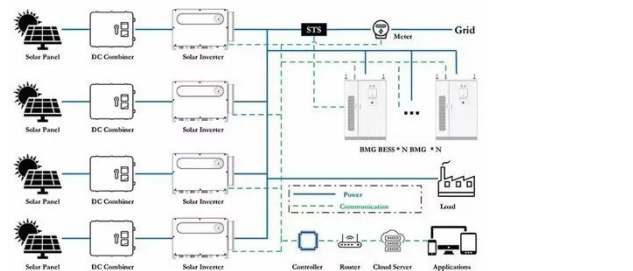 STS
Meter
Grid
Solar Panel
DC Combiner
Solar Inverter
Solar Panel
DC Combiner
Solar Inverter
BMG BESS * N BMG * N
Solar Panel
DC Combiner
Solar Inverter
Power
Communication
Load
Solar Panel
DC Combiner
Solar Inverter
Controller
Router
Cloud Server
Applications